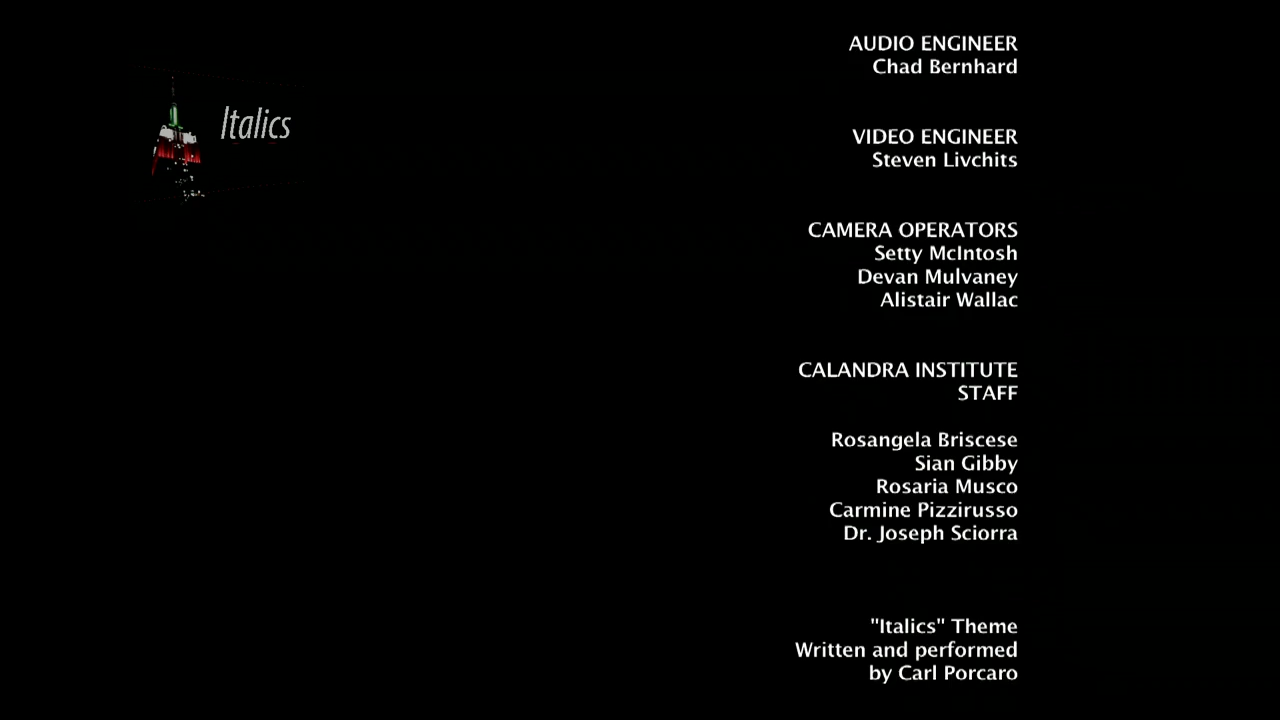 Italics
AUDIO ENGINEER
Chad Bernhard
VIDEO ENGINEER
Steven Livchits
CAMERA OPERATORS
Setty McIntosh
Devan Mulvaney
Alistair Wallac
CALANDRA INSTITUTE
STAFF
Rosangela Briscese
Sian Gibby
Rosaria Musco
Carmine Pizzirusso
Dr. Joseph Sciorra
"Italics" Theme
Written and performed
by Carl Porcaro